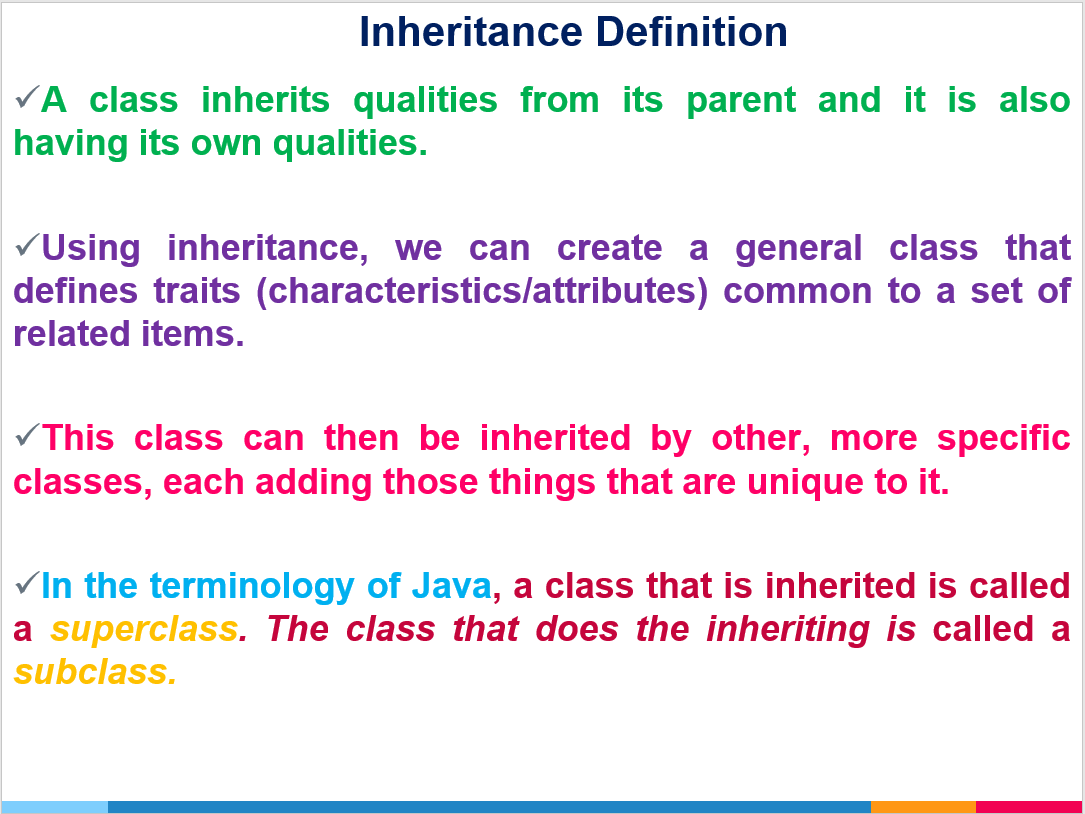 Inheritance Definition
✓A class inherits qualities from its parent and it is also
having its own qualities.
✓Using inheritance, we can create a general class that
defines traits (characteristics/attributes) common to a set of
related items.
✓This class can then be inherited by other, more specific
classes, each adding those things that are unique to it.
✓In the terminology of Java, a class that is inherited is called
a superclass. The class that does the inheriting is called a
subclass.